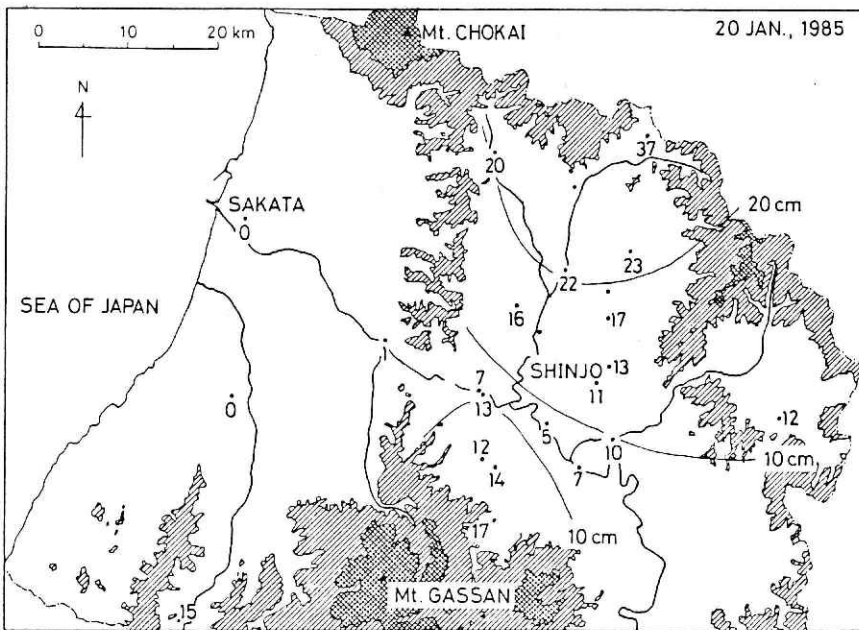 Mt. CHOKAI
20 JAN., 1985
0 10 20 km
N
37
20
SAKATA
0
20 cm
23
22
SEA OF JAPAN
16
17
1
SHINJO
13
7
11
0
13
12
5
10
12
14
7
10 cm
17
10 cm
Mt. GASSAN
15